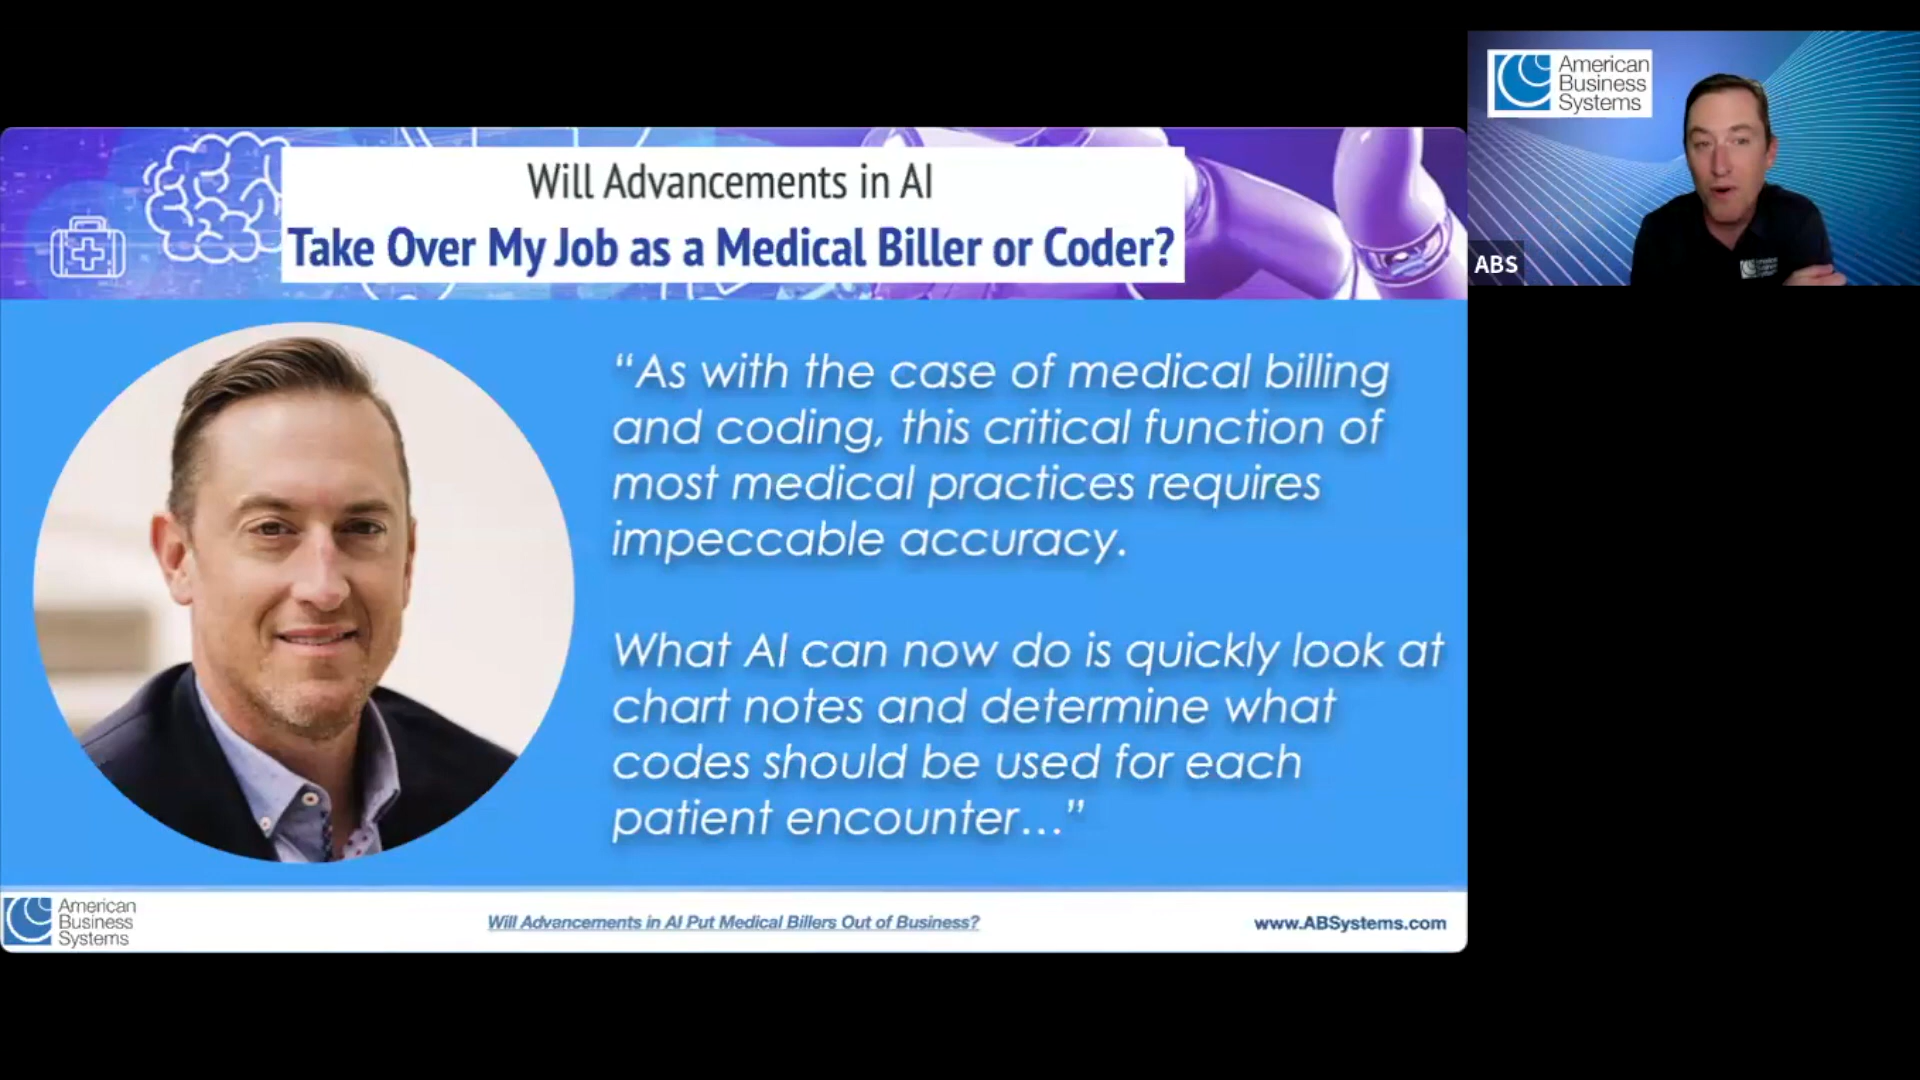 Will Advancements in AI
Take Over My Job as a Medical Biller or Coder?
“As with the case of medical billing
and coding, this critical function of
most medical practices requires
impeccable accuracy.
What AI can now do is quickly look at
chart notes and determine what
codes should be used for each
patient encounter...”
American
Business
Systems
Will Advancements in AI Put Medical Billers Out of Business?
www.ABSystems.com
American
Business
Systems
ABS